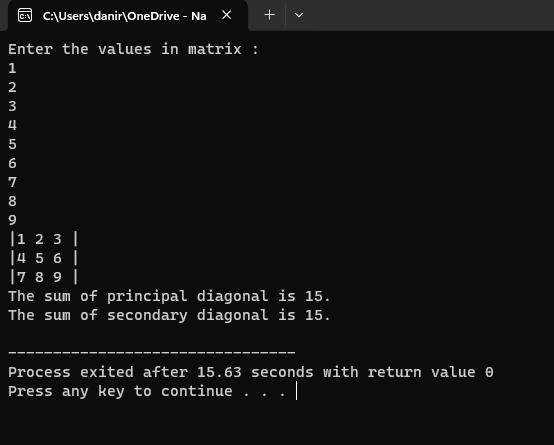 C:\Users\danir\OneDrive - Na
Enter the values in matrix :
1
2
3
4
5
6
7
8
9
|1 2 3 |
|4 5 6 |
|7 8 9 |
The sum of principal diagonal is 15.
The sum of secondary diagonal is 15.
--------------------------------
Process exited after 15.63 seconds with return value 0
Press any key to continue . . .